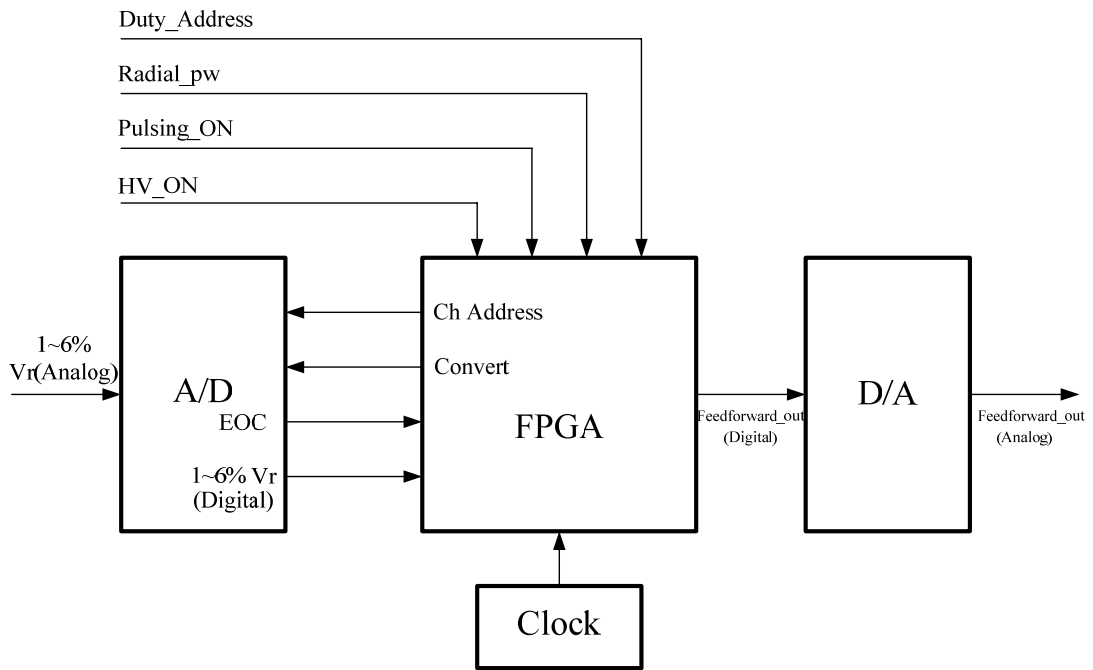 Duty_Address
Radial_pw
Pulsing_ON
HV_ON
1~6%
Vr(Analog)
A/D
EOC
1~6% Vr
(Digital)
Ch Address
Convert
FPGA
Feedforward_out
(Digital)
D/A
Feedforward_out
(Analog)
Clock